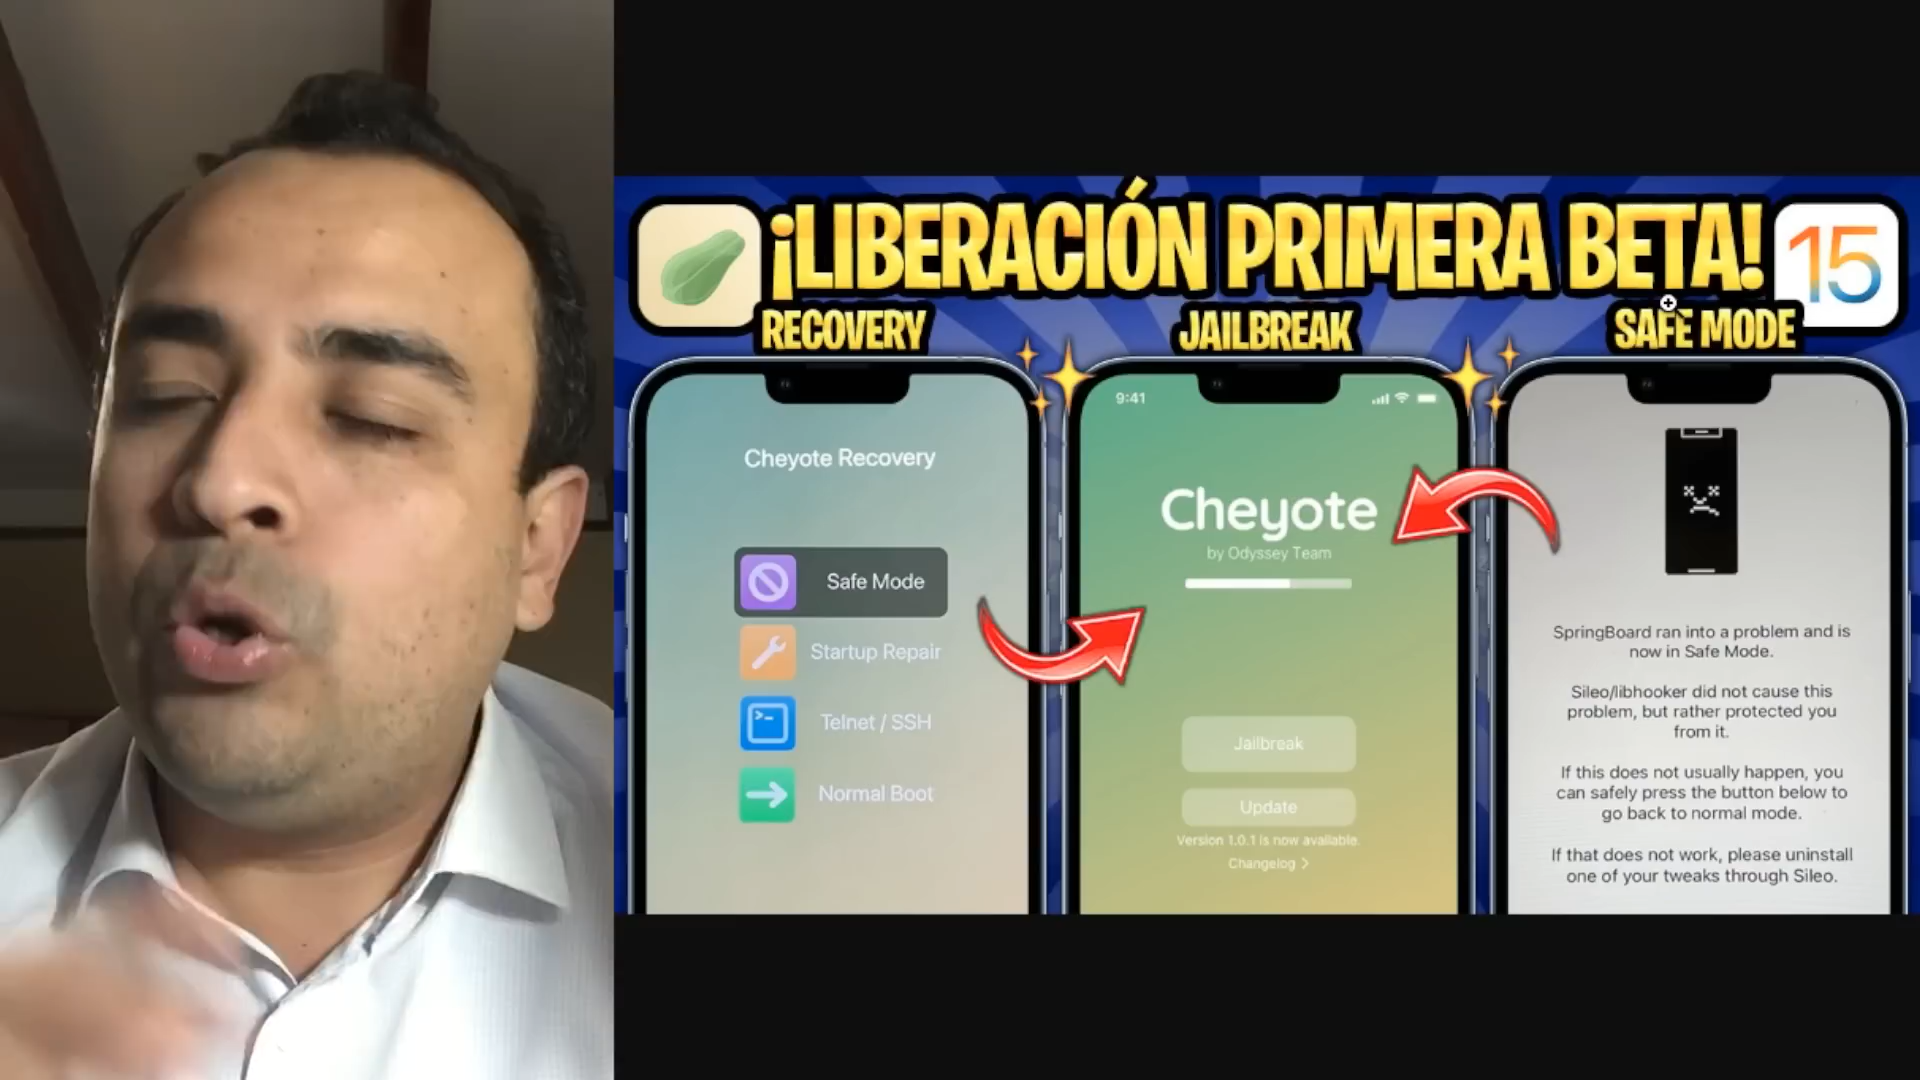 ¡LIBERACIÓN PRIMERA BETA!
15
RECOVERY
JAILBREAK
SAFE MODE
Cheyote Recovery
Safe Mode
Startup Repair
Telnet / SSH
Normal Boot
9:41
Cheyote
by Odyssey Team
Jailbreak
Update
Version 1.0.1 is now available.
Changelog >
SpringBoard ran into a problem and is
now in Safe Mode.
Sileo/libhooker did not cause this
problem, but rather protected you
from it.
If this does not usually happen, you
can safely press the button below to
go back to normal mode.
If that does not work, please uninstall
one of your tweaks through Sileo.